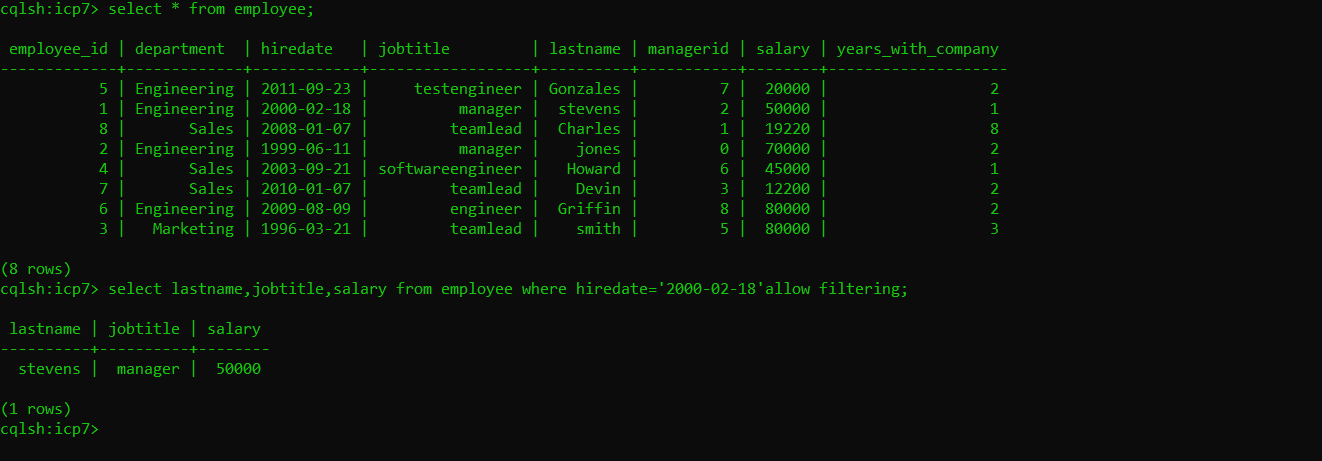 cqlsh:icp7> select * from employee;
 employee_id | department  | hiredate   | jobtitle         | lastname | managerid | salary | years_with_company
-------------+-------------+------------+------------------+----------+-----------+--------+--------------------
           5 | Engineering | 2011-09-23 |     testengineer | Gonzales |         7 |  20000 |                  2
           1 | Engineering | 2000-02-18 |          manager |  stevens |         2 |  50000 |                  1
           8 |       Sales | 2008-01-07 |         teamlead |  Charles |         1 |  19220 |                  8
           2 | Engineering | 1999-06-11 |          manager |    jones |         0 |  70000 |                  2
           4 |       Sales | 2003-09-21 | softwareengineer |   Howard |         6 |  45000 |                  1
           7 |       Sales | 2010-01-07 |         teamlead |    Devin |         3 |  12200 |                  2
           6 | Engineering | 2009-08-09 |         engineer |  Griffin |         8 |  80000 |                  2
           3 |   Marketing | 1996-03-21 |         teamlead |    smith |         5 |  80000 |                  3
(8 rows)
cqlsh:icp7> select lastname,jobtitle,salary from employee where hiredate='2000-02-18'allow filtering;
 lastname | jobtitle | salary
----------+----------+--------
  stevens |  manager |  50000
(1 rows)
cqlsh:icp7>